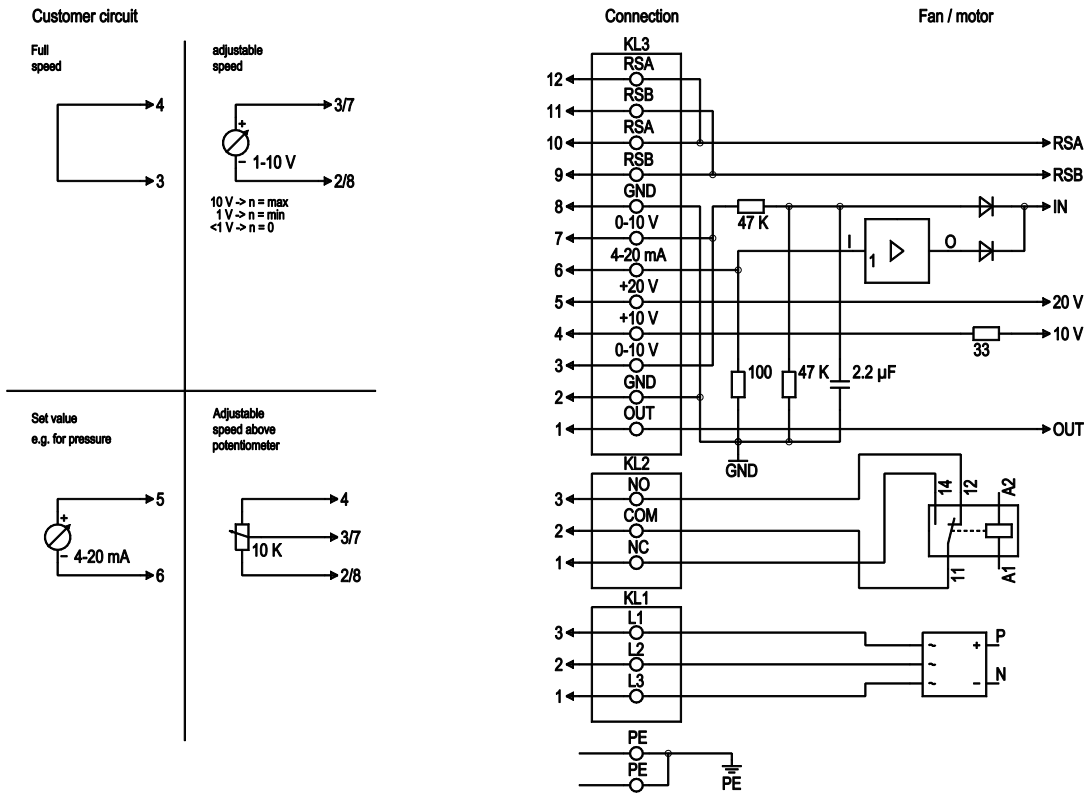 Customer circuit
Connection
Fan / motor
Full
speed
4
3
adjustable
speed
3/7
+
1-10 V
−
2/8
10 V -> n = max
1 V -> n = min
<1 V -> n = 0
Set value
e.g. for pressure
5
+
4-20 mA
−
6
Adjustable
speed above
potentiometer
4
3/7
10 K
2/8
KL3
12 RSA
11 RSB
10 RSA RSA
9 RSB RSB
8 GND IN
47 K
7 0-10 V
I 1 O
6 4-20 mA
5 +20 V 20 V
4 +10 V 10 V
33
3 0-10 V
100 47 K 2.2 µF
2 GND
1 OUT OUT
GND
KL2
3 NO
14 12 A2
2 COM
1 NC
11 A1
KL1
3 L1
~ + P
2 L2
~
1 L3
~ − N
PE
PE
PE